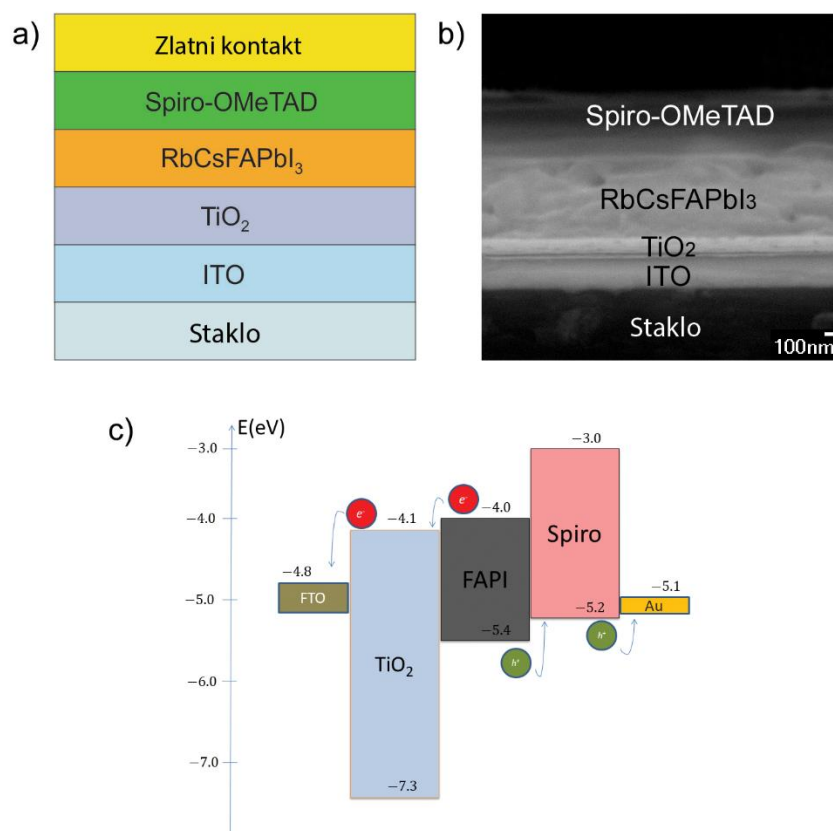 a)
Zlatni kontakt
Spiro-OMeTAD
RbCsFAPbI₃
TiO₂
ITO
Staklo
b)
Spiro-OMeTAD
RbCsFAPbI₃
TiO₂
ITO
Staklo
100nm
c)
E(eV)
−3.0
−4.0
−5.0
−6.0
−7.0
−4.8
FTO
e⁻
−4.1
TiO₂
−7.3
e⁻
−4.0
FAPI
−5.4
h⁺
−3.0
Spiro
−5.2
h⁺
−5.1
Au